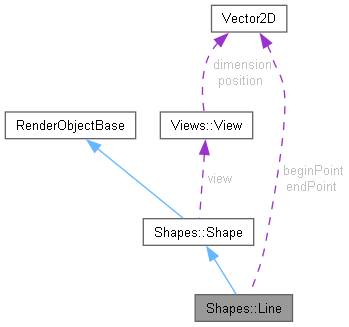 Vector2D
dimension
position
RenderObjectBase
Views::View
beginPoint
endPoint
view
Shapes::Shape
Shapes::Line